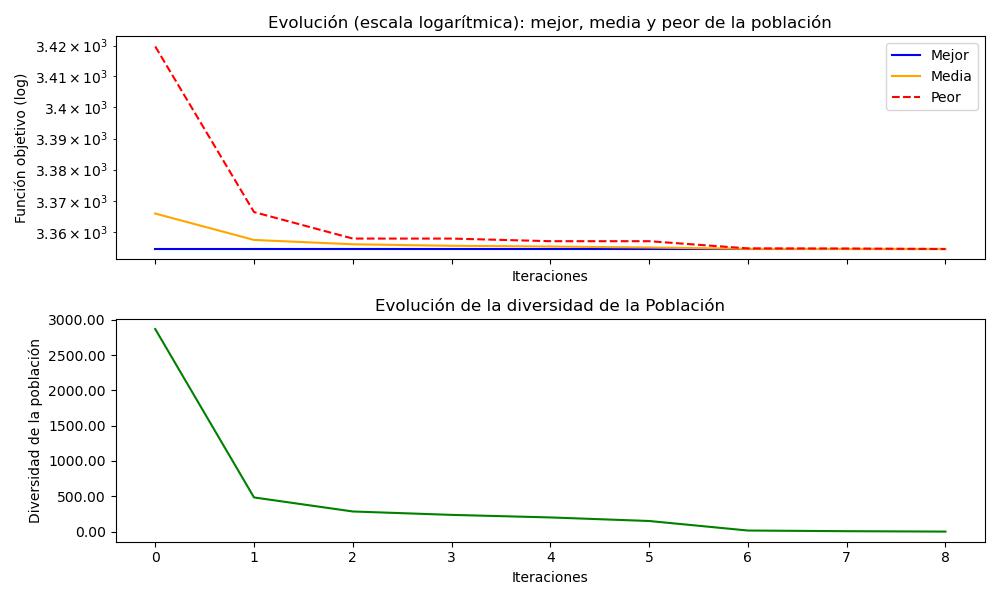 Evolución (escala logarítmica): mejor, media y peor de la población
Función objetivo (log)
3.42 × 10³
3.41 × 10³
3.4 × 10³
3.39 × 10³
3.38 × 10³
3.37 × 10³
3.36 × 10³
Mejor
Media
Peor
Iteraciones
Evolución de la diversidad de la Población
Diversidad de la población
3000.00
2500.00
2000.00
1500.00
1000.00
500.00
0.00
0 1 2 3 4 5 6 7 8
Iteraciones